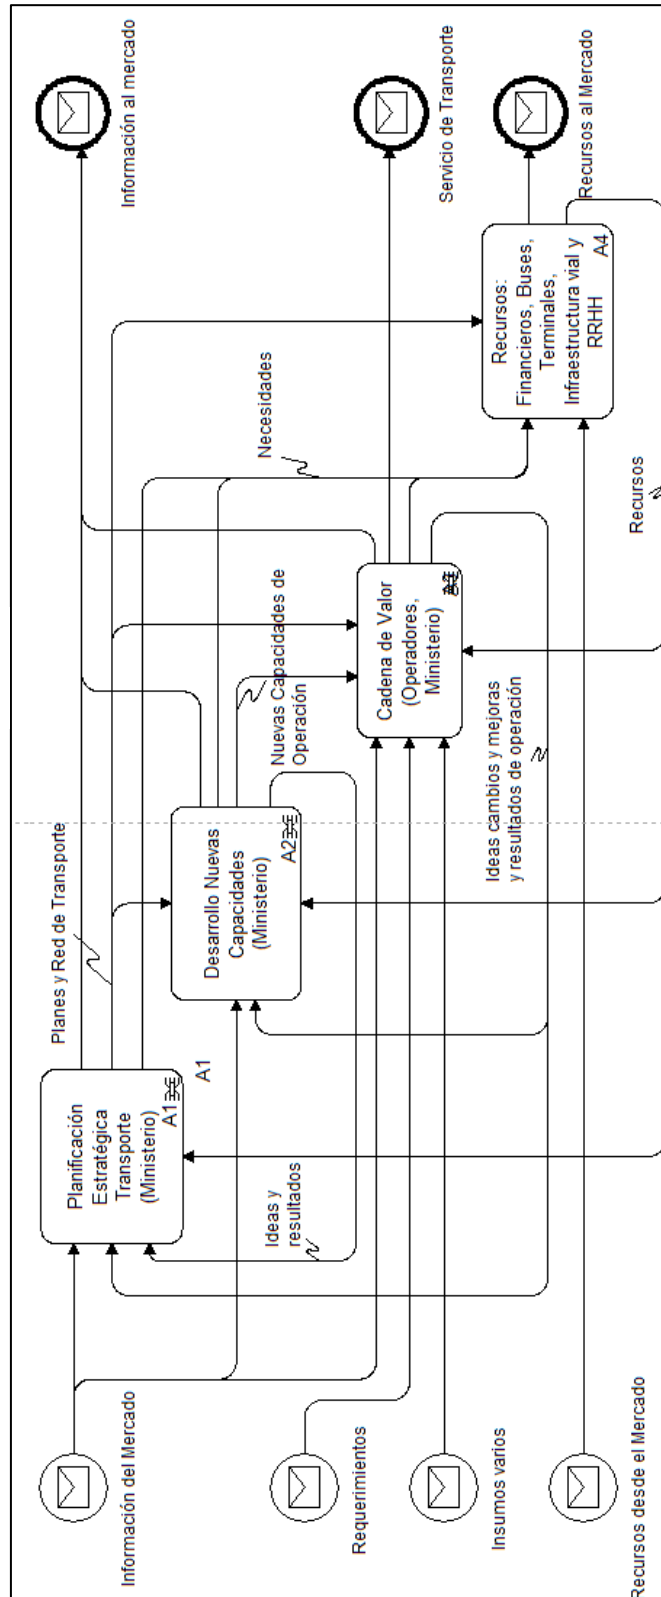 Información del Mercado
Requerimientos
Insumos varios
Recursos desde el Mercado
Planificación
Estratégica
Transporte
(Ministerio)
A1
A1
Ideas y
resultados
Planes y Red de Transporte
Desarrollo Nuevas
Capacidades
(Ministerio)
A2
Nuevas Capacidades de
Operación
Ideas cambios y mejoras
y resultados de operación
Cadena de Valor
(Operadores,
Ministerio)
Necesidades
Recursos
Recursos:
Financieros, Buses,
Terminales,
Infraestructura vial y
RRHH
A4
Información al mercado
Servicio de Transporte
Recursos al Mercado